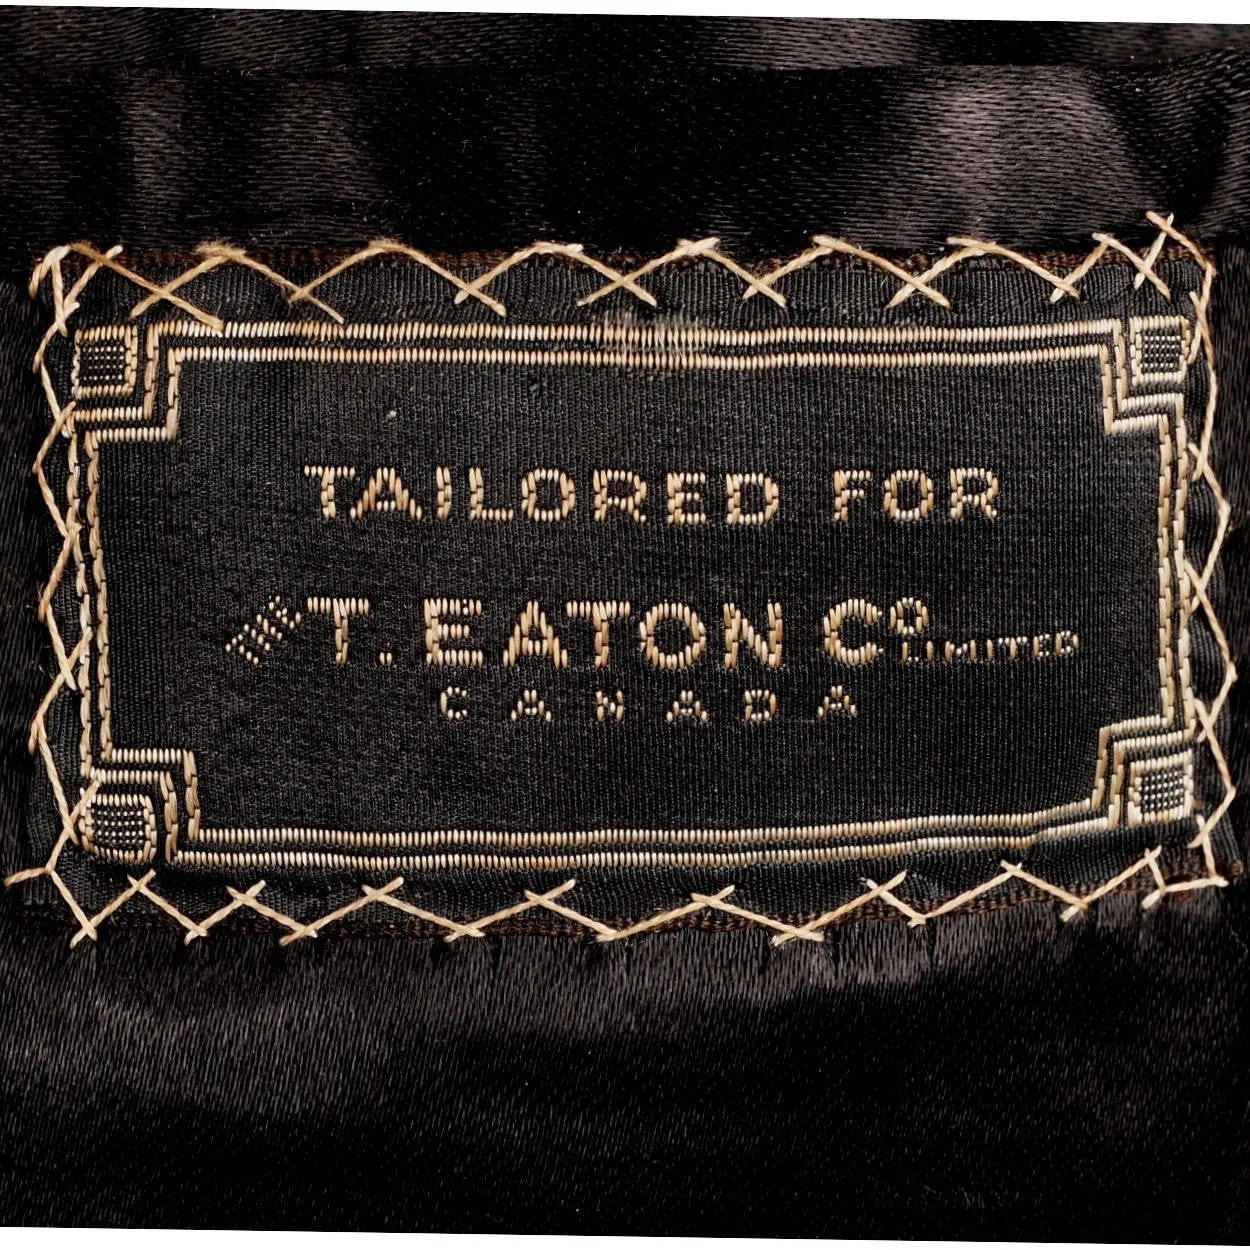 TAILORED FOR
THE T. EATON CO LIMITED
CANADA